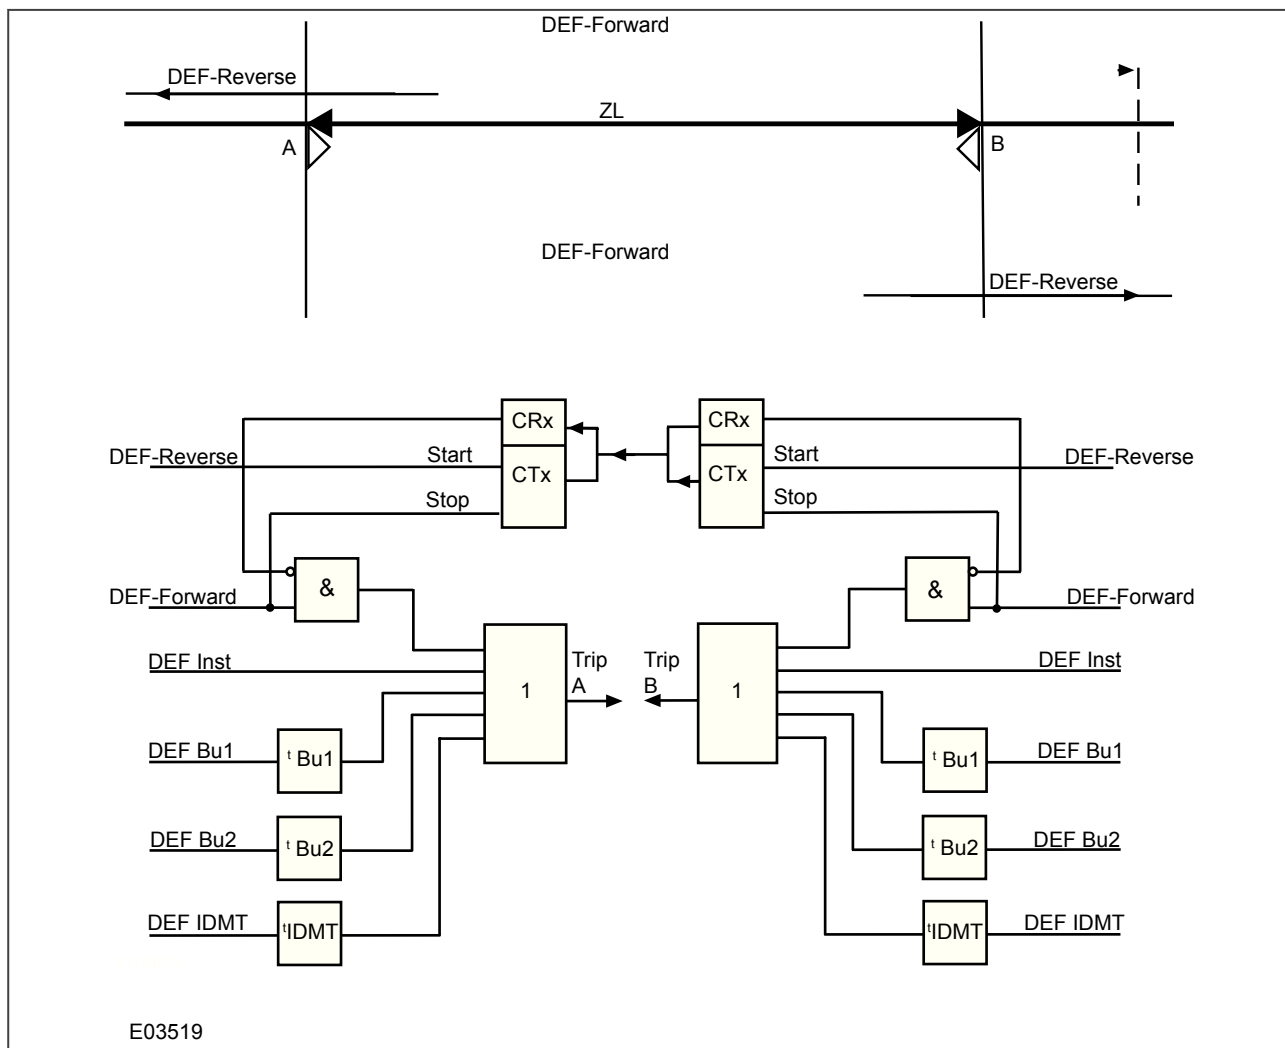 DEF-Forward
DEF-Reverse
ZL
A
B
DEF-Forward
DEF-Reverse
CRx
CRx
DEF-Reverse
Start
CTx
CTx
Start
DEF-Reverse
Stop
Stop
&
&
DEF-Forward
DEF-Forward
DEF Inst
Trip
A
Trip
B
DEF Inst
1
1
DEF Bu1
t Bu1
t Bu1
DEF Bu1
DEF Bu2
t Bu2
t Bu2
DEF Bu2
DEF IDMT
tIDMT
tIDMT
DEF IDMT
E03519